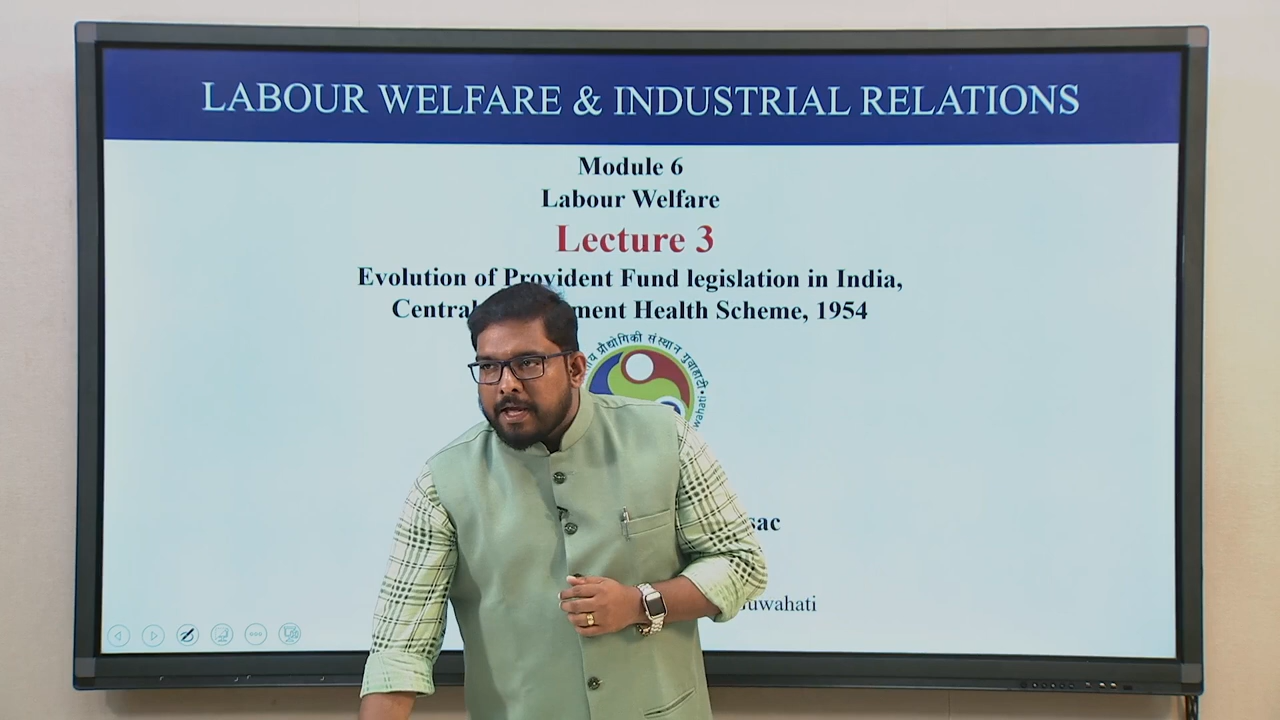 LABOUR WELFARE & INDUSTRIAL RELATIONS
Module 6
Labour Welfare
Lecture 3
Evolution of Provident Fund legislation in India,
Central ment Health Scheme, 1954
प्रौद्योगिकी संस्थान गुवाहाटी
wahati
sac
uwahati